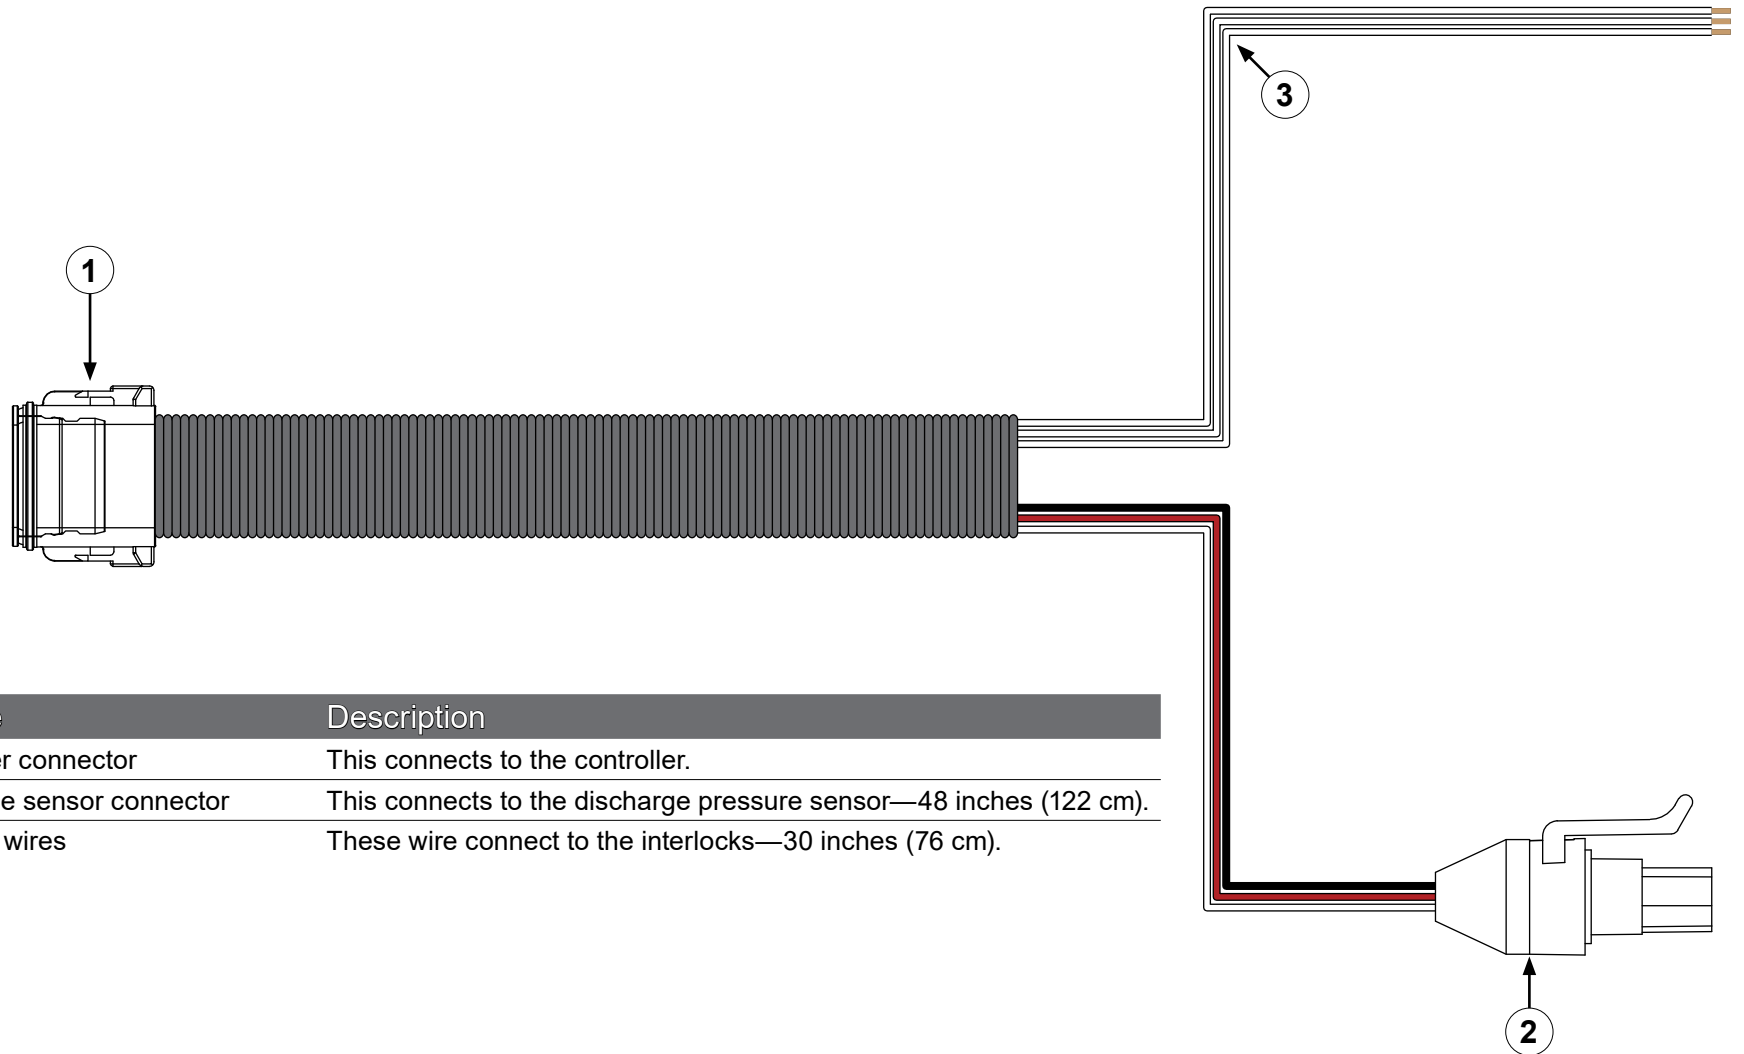 3
1
Description
connector This connects to the controller.
sensor connector This connects to the discharge pressure sensor—48 inches (122 cm).
wires These wire connect to the interlocks—30 inches (76 cm).
2